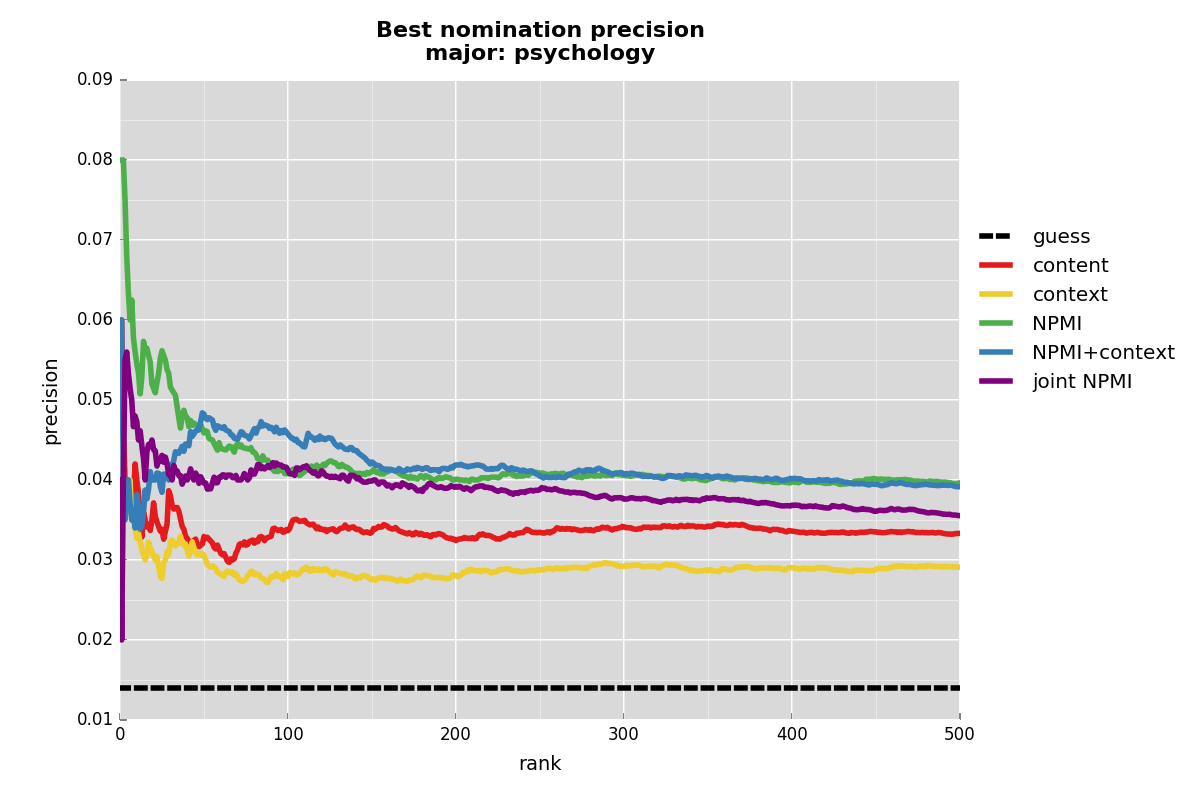 Best nomination precision
major: psychology
precision
0.09
0.08
0.07
0.06
0.05
0.04
0.03
0.02
0.01
0
100
200
300
400
500
rank
guess
content
context
NPMI
NPMI+context
joint NPMI